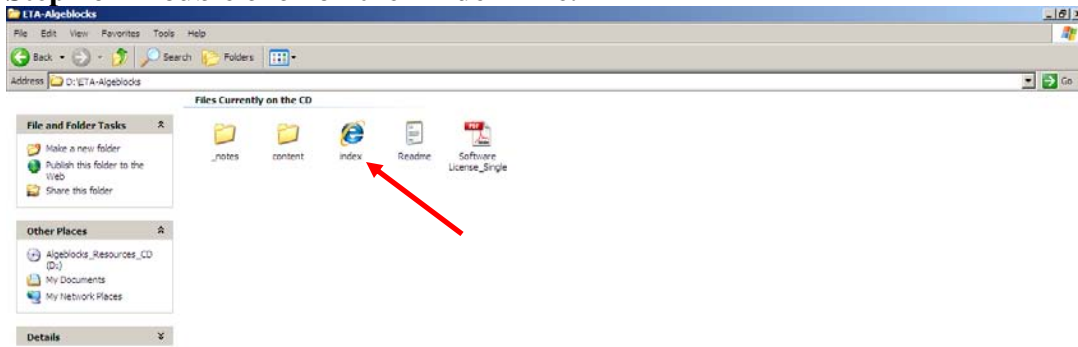 ETA-Algeblocks
File Edit View Favorites Tools Help
Back Search Folders
Address D:\ETA-Algeblocks Go
Files Currently on the CD
File and Folder Tasks
Make a new folder
Publish this folder to the
Web
Share this folder
_notes content index Readme Software
License_Single
Other Places
Algeblocks_Resources_CD
(D:)
My Documents
My Network Places
Details